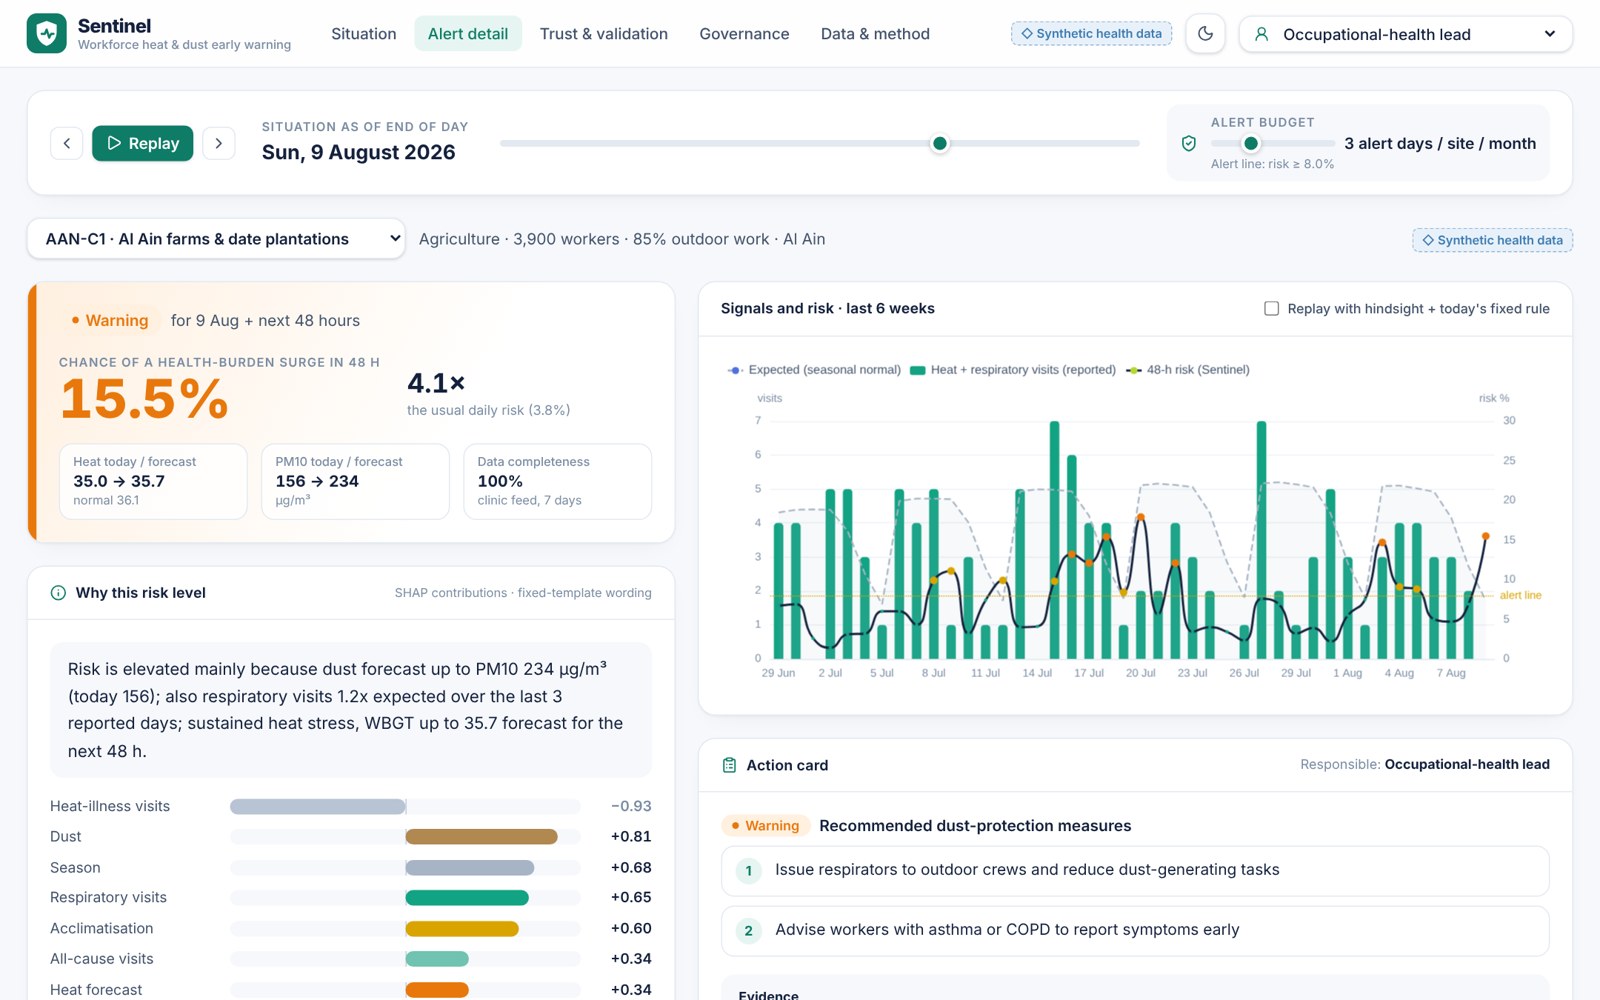 Sentinel
Workforce heat & dust early warning
Situation
Alert detail
Trust & validation
Governance
Data & method
Synthetic health data
Occupational-health lead
Replay
SITUATION AS OF END OF DAY
Sun, 9 August 2026
ALERT BUDGET
3 alert days / site / month
Alert line: risk ≥ 8.0%
AAN-C1 · Al Ain farms & date plantations
Agriculture · 3,900 workers · 85% outdoor work · Al Ain
Synthetic health data
Warning
for 9 Aug + next 48 hours
CHANCE OF A HEALTH-BURDEN SURGE IN 48 H
15.5%
4.1×
the usual daily risk (3.8%)
Heat today / forecast
35.0 → 35.7
normal 36.1
PM10 today / forecast
156 → 234
µg/m³
Data completeness
100%
clinic feed, 7 days
Why this risk level
SHAP contributions · fixed-template wording
Risk is elevated mainly because dust forecast up to PM10 234 µg/m³
(today 156); also respiratory visits 1.2x expected over the last 3
reported days; sustained heat stress, WBGT up to 35.7 forecast for the
next 48 h.
Heat-illness visits −0.93
Dust +0.81
Season +0.68
Respiratory visits +0.65
Acclimatisation +0.60
All-cause visits +0.34
Heat forecast +0.34
Signals and risk · last 6 weeks
Replay with hindsight + today's fixed rule
Expected (seasonal normal)
Heat + respiratory visits (reported)
48-h risk (Sentinel)
visits
risk %
7
6
5
4
3
2
1
0
30
25
20
15
10
5
0
alert line
29 Jun
2 Jul
5 Jul
8 Jul
11 Jul
14 Jul
17 Jul
20 Jul
23 Jul
26 Jul
29 Jul
1 Aug
4 Aug
7 Aug
Action card
Responsible: Occupational-health lead
Warning
Recommended dust-protection measures
1 Issue respirators to outdoor crews and reduce dust-generating tasks
2 Advise workers with asthma or COPD to report symptoms early
Evidence